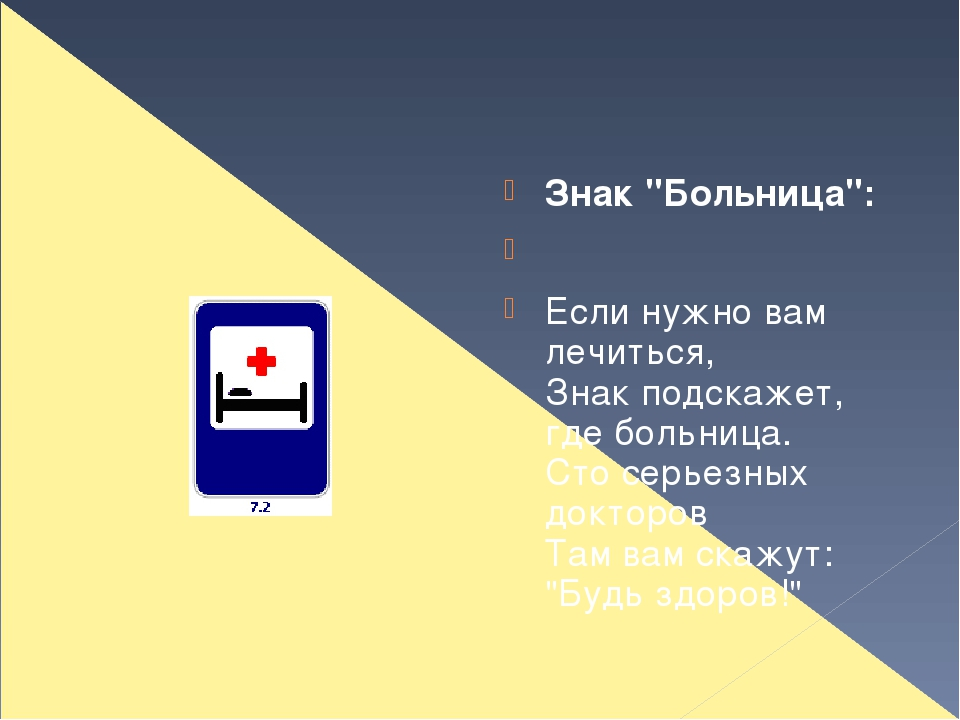 Знак "Больница":
Если нужно вам
лечиться,
Знак подскажет,
где больница.
Сто серьезных
докторов
Там вам скажут:
"Будь здоров!"
7.2